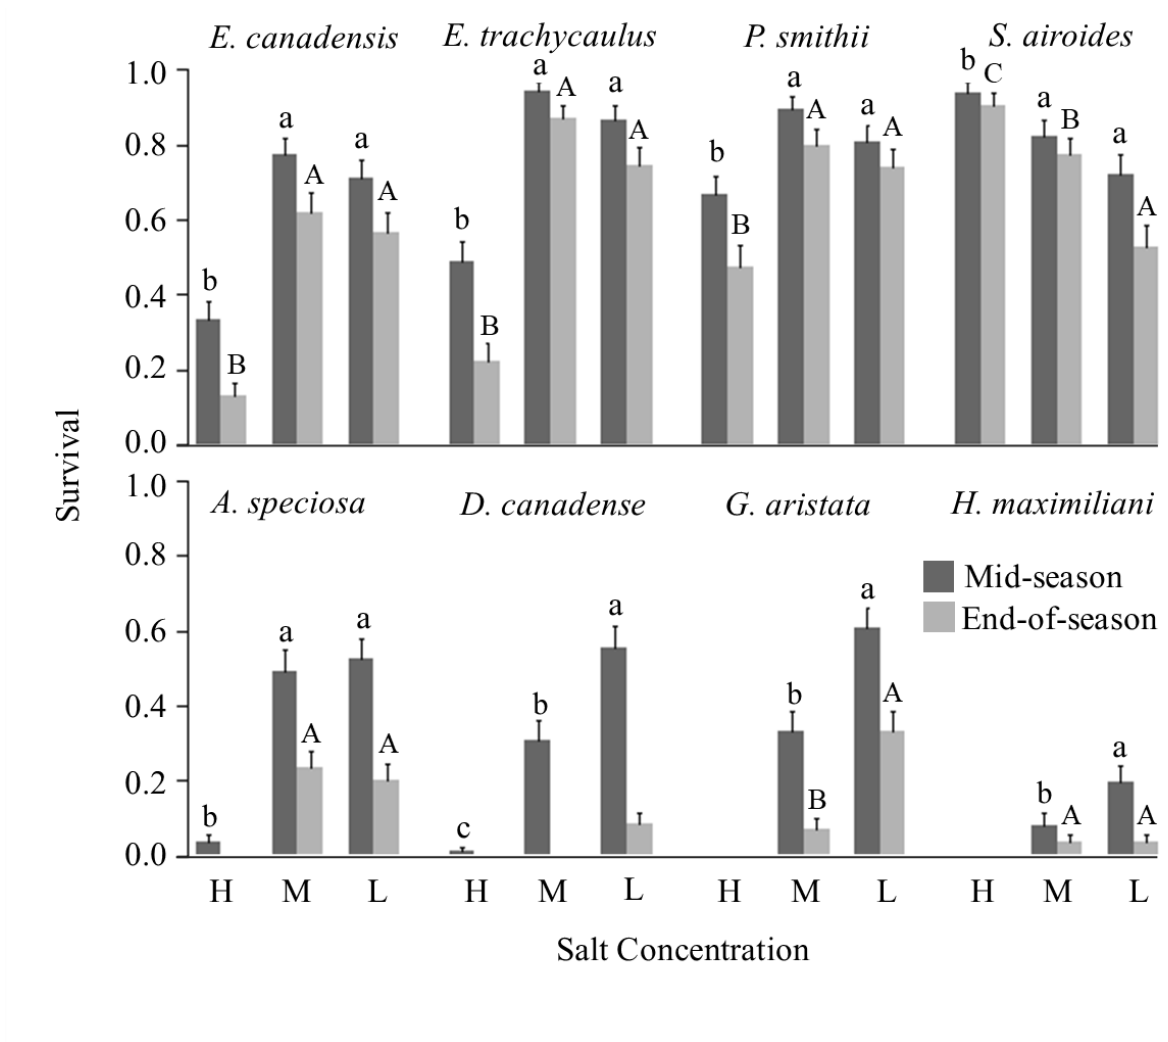 E. canadensis E. trachycaulus P. smithii S. airoides
1.0
0.8
0.6
0.4
0.2
0.0
b B a A a A
b B a A a A
b B a A a A
b C a B a A
Survival
1.0
0.8
0.6
0.4
0.2
0.0
A. speciosa D. canadense G. aristata H. maximiliani
Mid-season
End-of-season
b a A a A
c b a
b B a A
b A a A
H M L H M L H M L H M L
Salt Concentration